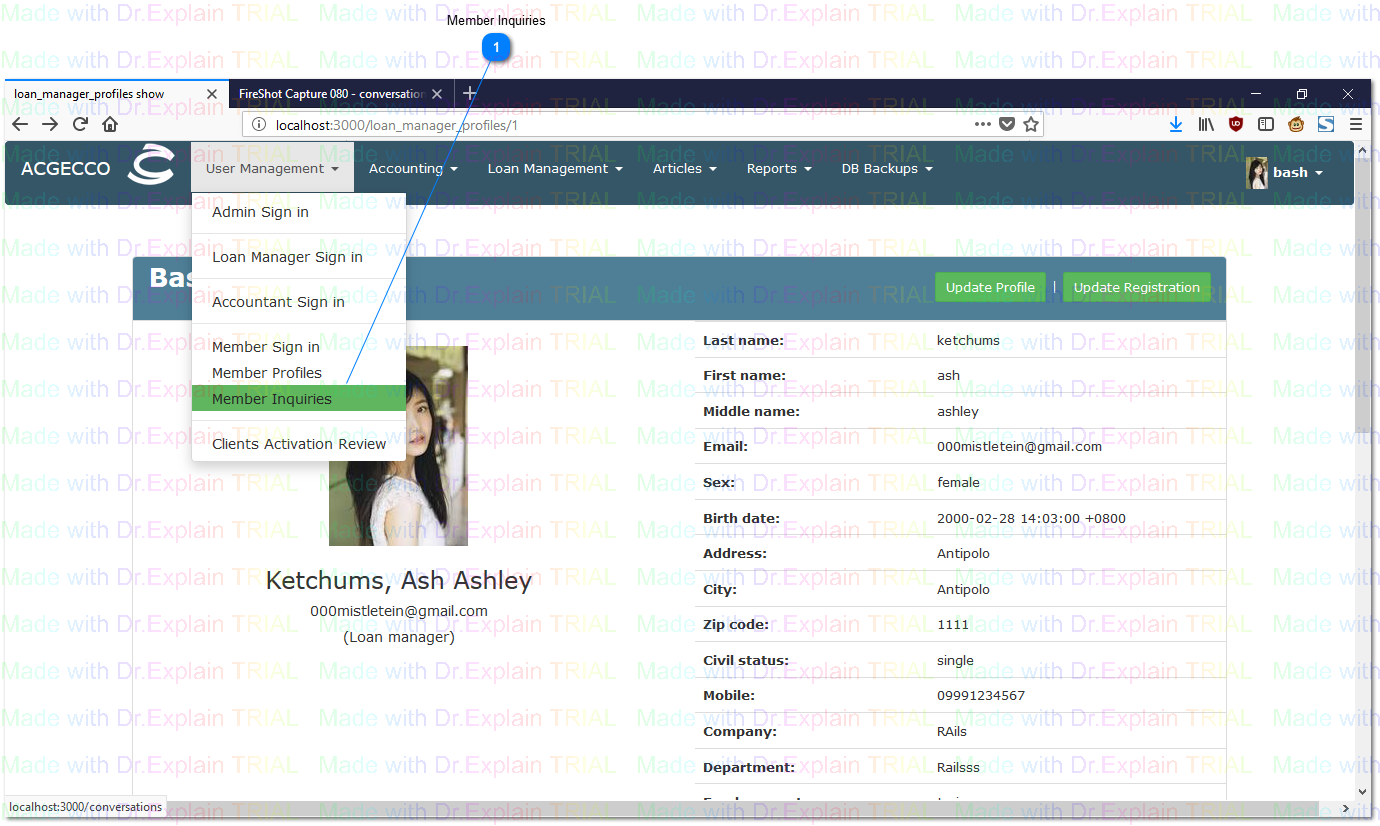 Member Inquiries
1
loan_manager_profiles show
FireShot Capture 080 - conversation
localhost:3000/loan_manager_profiles/1
ACGECCO
User Management
Accounting
Loan Management
Articles
Reports
DB Backups
bash
Admin Sign in
Loan Manager Sign in
Accountant Sign in
Member Sign in
Member Profiles
Member Inquiries
Clients Activation Review
Bas
Update Profile | Update Registration
Ketchums, Ash Ashley
000mistletein@gmail.com
(Loan manager)
Last name: ketchums
First name: ash
Middle name: ashley
Email: 000mistletein@gmail.com
Sex: female
Birth date: 2000-02-28 14:03:00 +0800
Address: Antipolo
City: Antipolo
Zip code: 1111
Civil status: single
Mobile: 09991234567
Company: RAils
Department: Railsss
localhost:3000/conversations
Made with Dr.Explain TRIAL